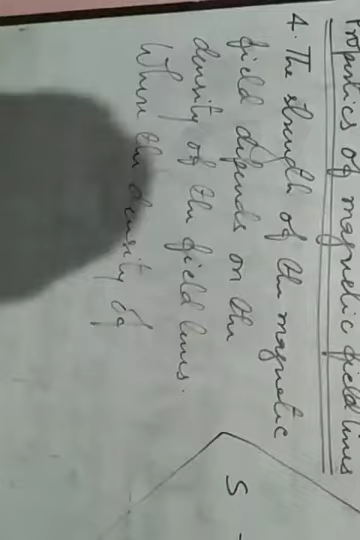 Properties of magnetic field lines
4. The strength of the magnetic
field depends on the
density of the field lines.
Where the density of
S